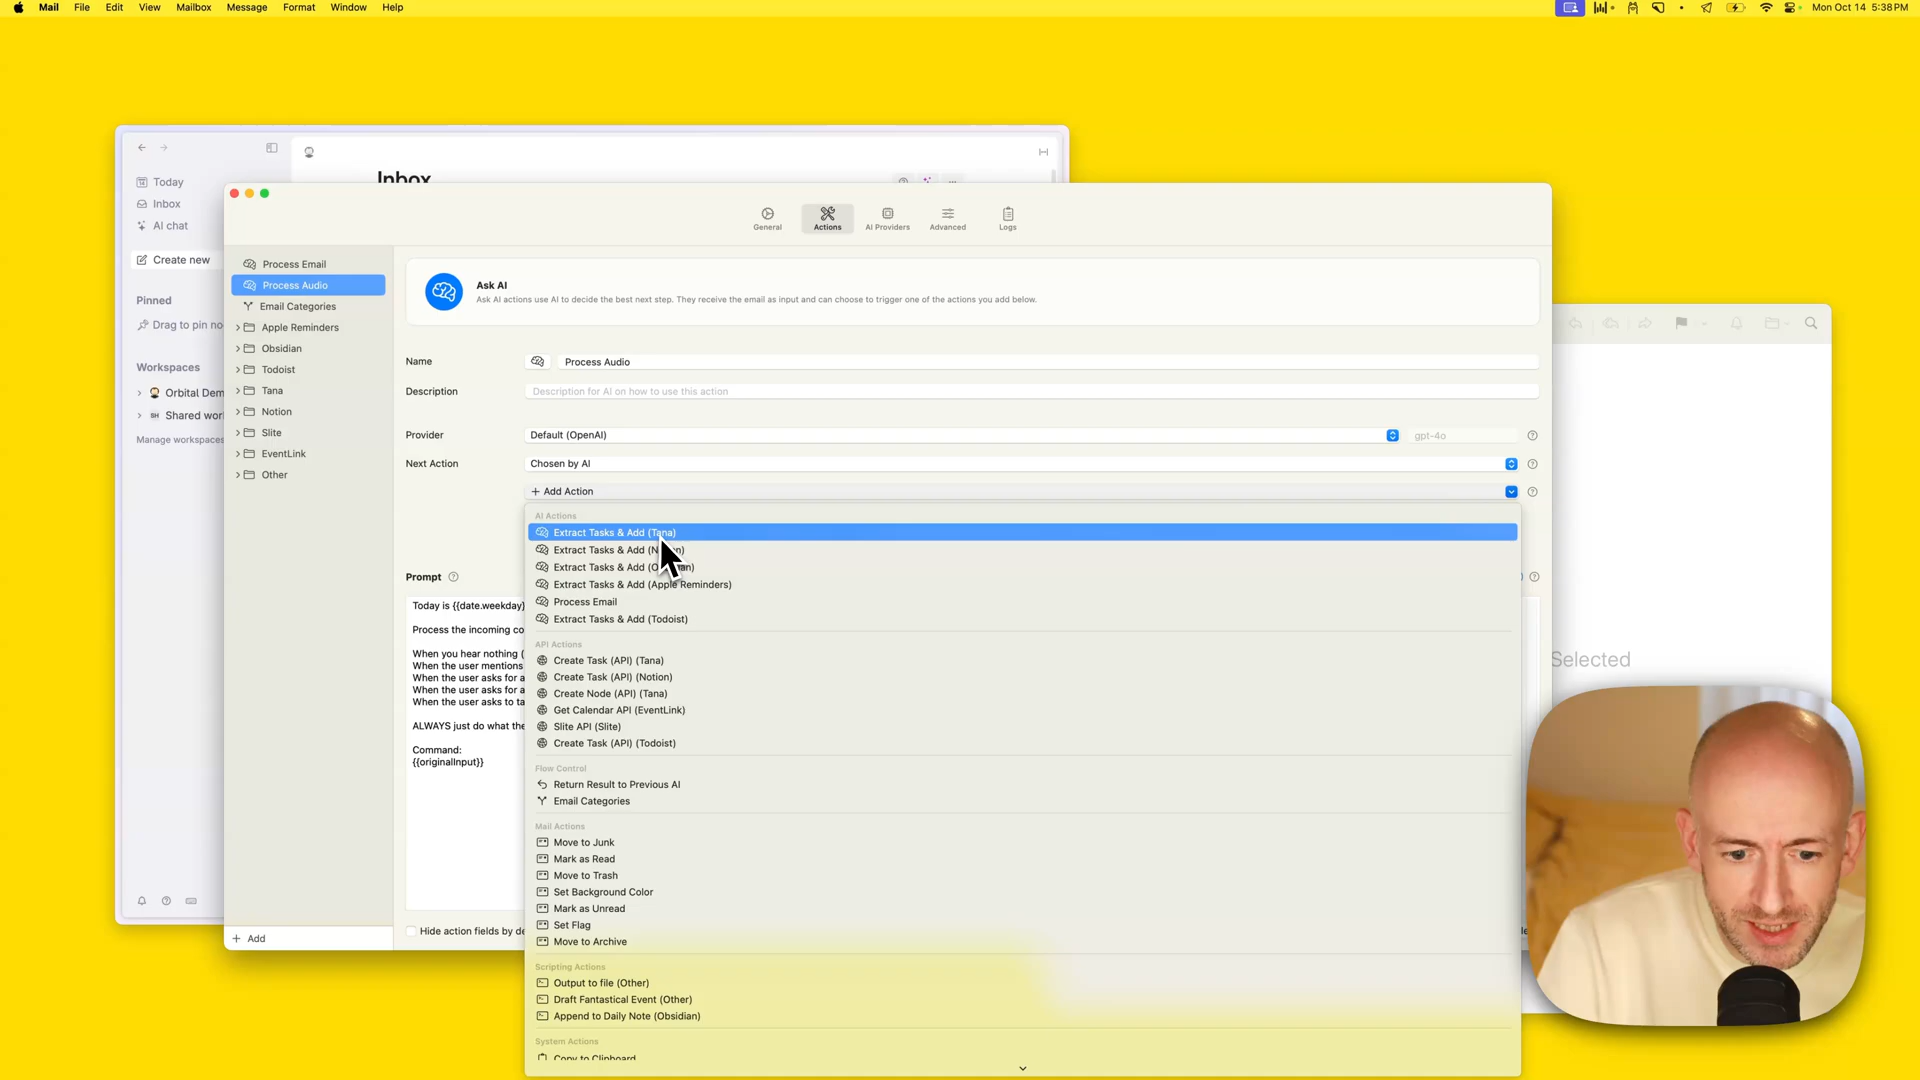 Mail File Edit View Mailbox Message Format Window Help
Mon Oct 14 5:38 PM
Today
Inbox
AI chat
Create new
Pinned
Drag to pin no
Workspaces
Orbital Dem
SH Shared wor
Manage workspaces
Inbox
General
Actions
AI Providers
Advanced
Logs
Process Email
Process Audio
Email Categories
Apple Reminders
Obsidian
Todoist
Tana
Notion
Slite
EventLink
Other
+ Add
Ask AI
Ask AI actions use AI to decide the best next step. They receive the email as input and can choose to trigger one of the actions you add below.
Name
Process Audio
Description
Description for AI on how to use this action
Provider
Default (OpenAI)
gpt-4o
Next Action
Chosen by AI
+ Add Action
AI Actions
Extract Tasks & Add (Tana)
Extract Tasks & Add (N
Extract Tasks & Add (O
Extract Tasks & Add (Apple Reminders)
Process Email
Extract Tasks & Add (Todoist)
API Actions
Create Task (API) (Tana)
Create Task (API) (Notion)
Create Node (API) (Tana)
Get Calendar API (EventLink)
Slite API (Slite)
Create Task (API) (Todoist)
Flow Control
Return Result to Previous AI
Email Categories
Mail Actions
Move to Junk
Mark as Read
Move to Trash
Set Background Color
Mark as Unread
Set Flag
Move to Archive
Scripting Actions
Output to file (Other)
Draft Fantastical Event (Other)
Append to Daily Note (Obsidian)
System Actions
Copy to Clipboard
Prompt
Today is {{date.weekday}
Process the incoming co
When you hear nothing (
When the user mentions
When the user asks for a
When the user asks for a
When the user asks to ta
ALWAYS just do what the
Command:
{{originalInput}}
Hide action fields by de
Selected